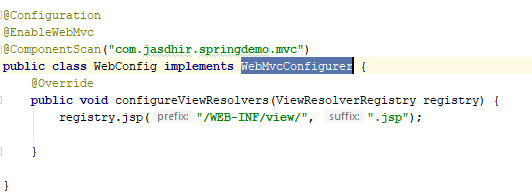 @Configuration
@EnableWebMvc
@ComponentScan("com.jasdhir.springdemo.mvc")
public class WebConfig implements WebMvcConfigurer {
@Override
public void configureViewResolvers(ViewResolverRegistry registry) {
registry.jsp( prefix: "/WEB-INF/view/", suffix: ".jsp");
}
}